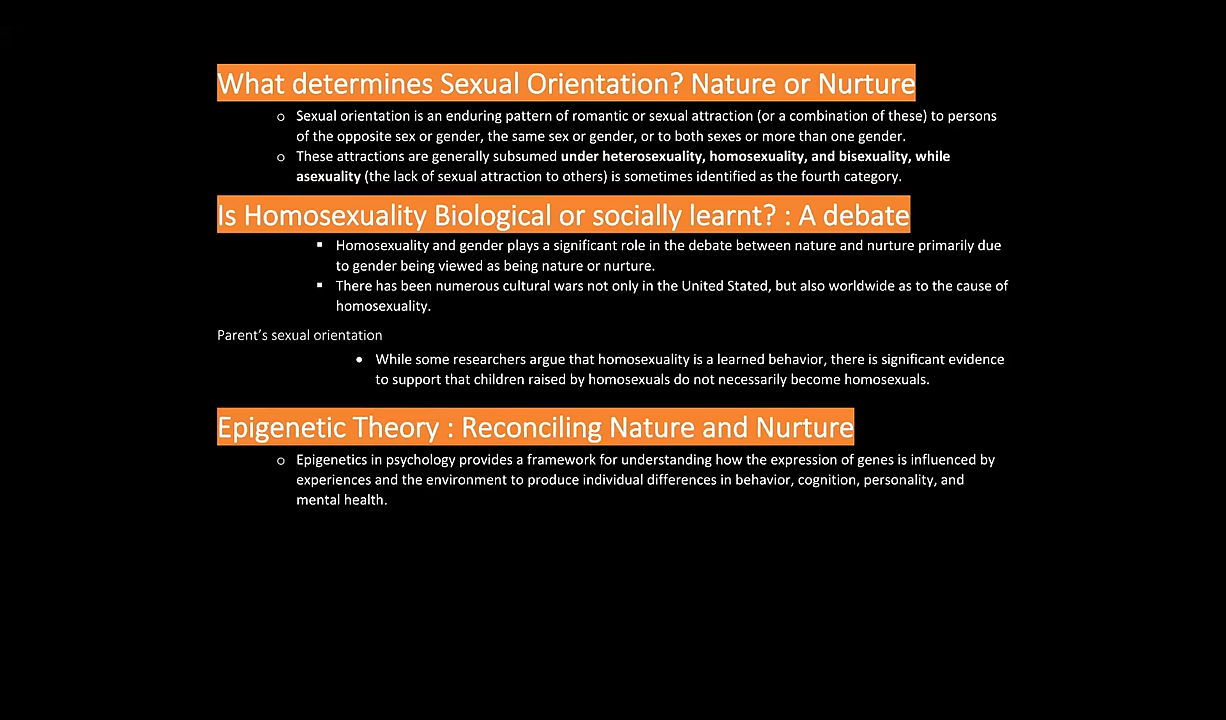 What determines Sexual Orientation? Nature or Nurture
o Sexual orientation is an enduring pattern of romantic or sexual attraction (or a combination of these) to persons
of the opposite sex or gender, the same sex or gender, or to both sexes or more than one gender.
o These attractions are generally subsumed under heterosexuality, homosexuality, and bisexuality, while
asexuality (the lack of sexual attraction to others) is sometimes identified as the fourth category.
Is Homosexuality Biological or socially learnt? : A debate
▪ Homosexuality and gender plays a significant role in the debate between nature and nurture primarily due
to gender being viewed as being nature or nurture.
▪ There has been numerous cultural wars not only in the United Stated, but also worldwide as to the cause of
homosexuality.
Parent's sexual orientation
• While some researchers argue that homosexuality is a learned behavior, there is significant evidence
to support that children raised by homosexuals do not necessarily become homosexuals.
Epigenetic Theory : Reconciling Nature and Nurture
o Epigenetics in psychology provides a framework for understanding how the expression of genes is influenced by
experiences and the environment to produce individual differences in behavior, cognition, personality, and
mental health.